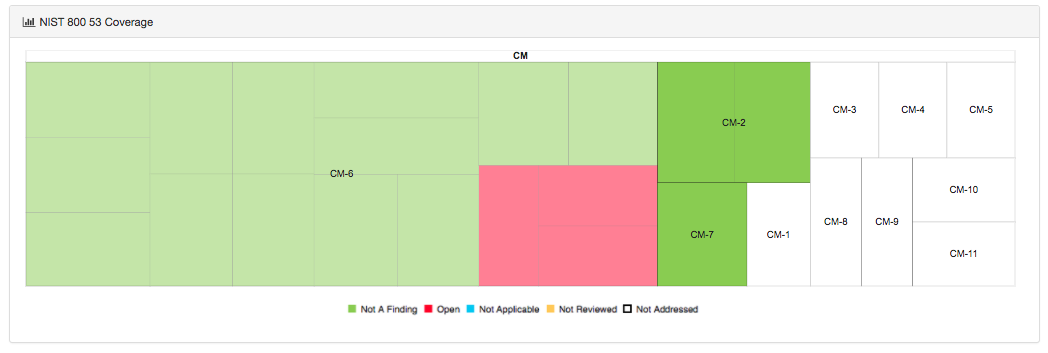 NIST 800 53 Coverage
CM
CM-6
CM-2
CM-7
CM-1
CM-3
CM-4
CM-5
CM-8
CM-9
CM-10
CM-11
Not A Finding Open Not Applicable Not Reviewed Not Addressed